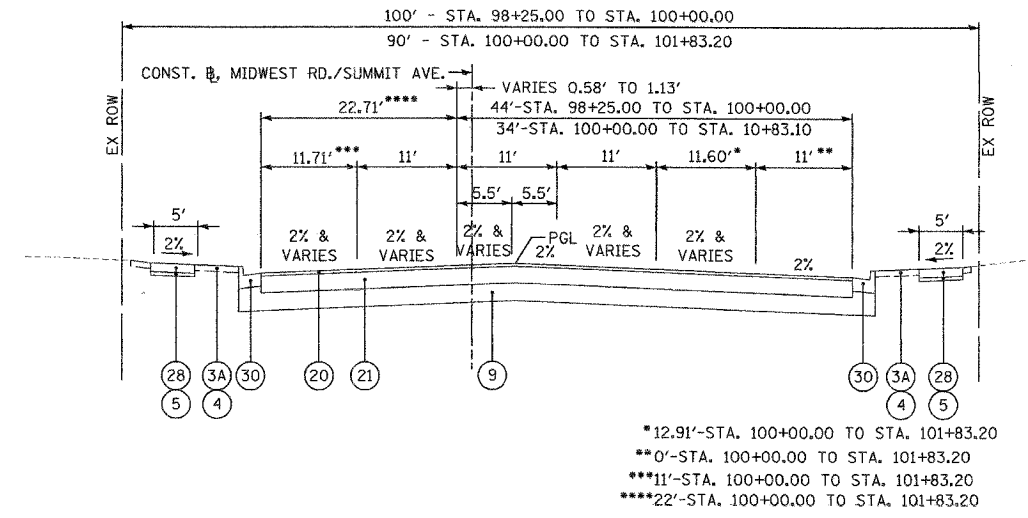 100' - STA. 98+25.00 TO STA. 100+00.00
90' - STA. 100+00.00 TO STA. 101+83.20
CONST. ℄, MIDWEST RD./SUMMIT AVE.
VARIES 0.58' TO 1.13'
22.71'****
44'-STA. 98+25.00 TO STA. 100+00.00
34'-STA. 100+00.00 TO STA. 10+83.10
EX ROW
EX ROW
11.71'*** 11' 11' 11' 11.60'* 11'**
5.5' 5.5'
5' 5'
2% & VARIES
2% & VARIES
2% & VARIES
PGL
2%
2% & VARIES
2% & VARIES
2%
2% 2%
28 3A 30 20 21 9 30 3A 28
5 4 4 5
*12.91'-STA. 100+00.00 TO STA. 101+83.20
**0'-STA. 100+00.00 TO STA. 101+83.20
***11'-STA. 100+00.00 TO STA. 101+83.20
****22'-STA. 100+00.00 TO STA. 101+83.20